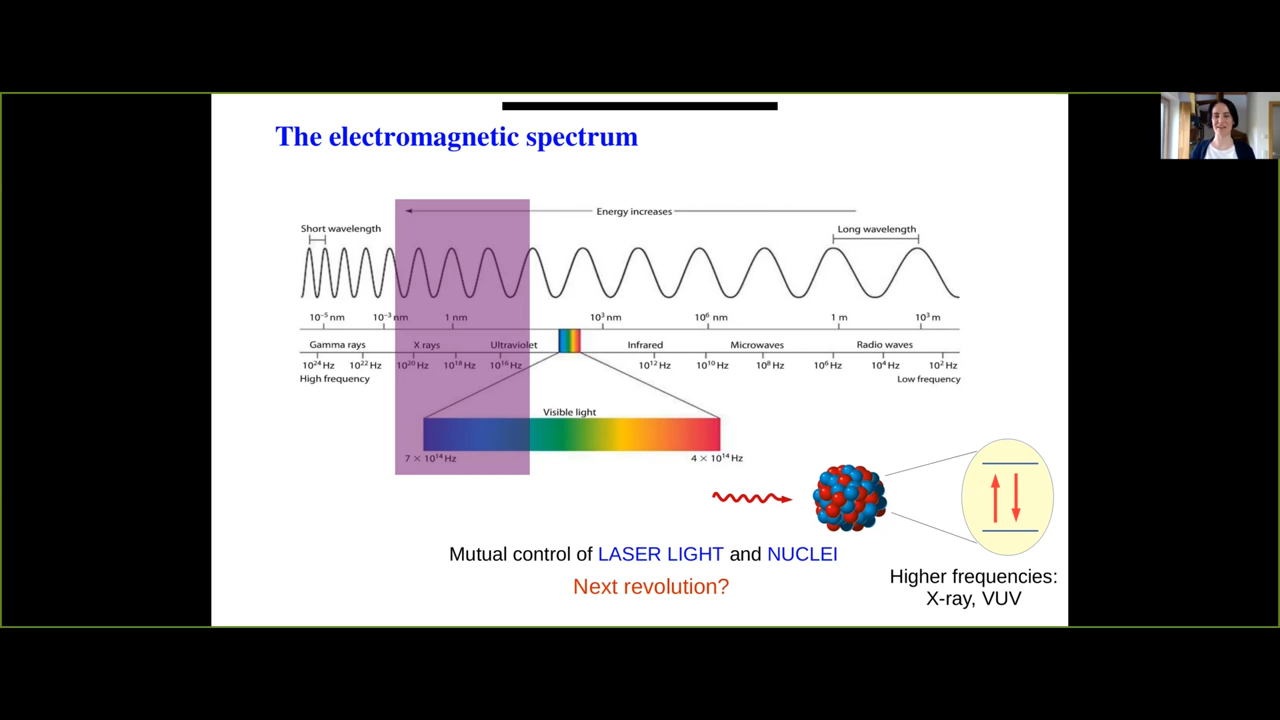 The electromagnetic spectrum
Energy increases
Short wavelength
Long wavelength
10⁻⁵ nm 10⁻³ nm 1 nm 10³ nm 10⁶ nm 1 m 10³ m
Gamma rays X rays Ultraviolet Infrared Microwaves Radio waves
10²⁴ Hz 10²² Hz 10²⁰ Hz 10¹⁸ Hz 10¹⁶ Hz 10¹² Hz 10¹⁰ Hz 10⁸ Hz 10⁶ Hz 10⁴ Hz 10² Hz
High frequency Low frequency
Visible light
7 × 10¹⁴ Hz 4 × 10¹⁴ Hz
Mutual control of LASER LIGHT and NUCLEI
Next revolution?
Higher frequencies:
X-ray, VUV